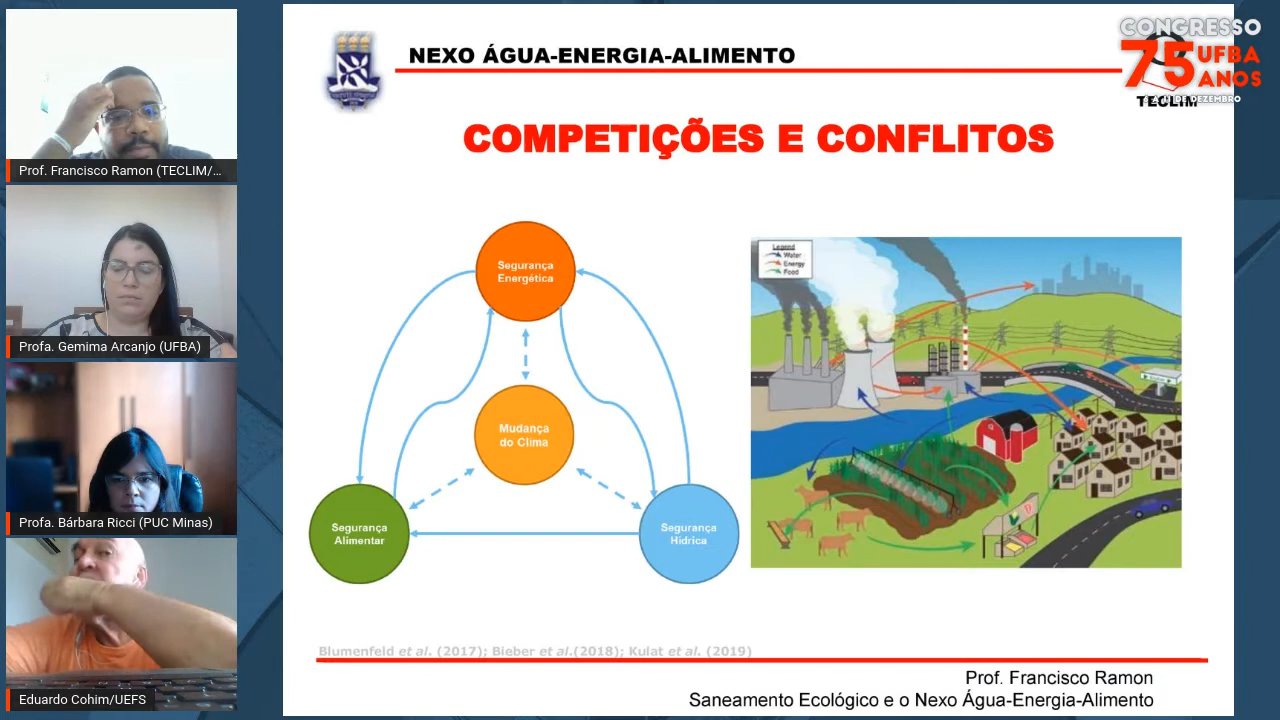 Prof. Francisco Ramon (TECLIM/...
Profa. Gemima Arcanjo (UFBA)
Profa. Bárbara Ricci (PUC Minas)
Eduardo Cohim/UEFS
NEXO ÁGUA-ENERGIA-ALIMENTO
CONGRESSO
75 UFBA
ANOS
DEZEMBRO
TECLIM
COMPETIÇÕES E CONFLITOS
Segurança
Energética
Mudança
do Clima
Segurança
Alimentar
Segurança
Hídrica
Legend
Water
Energy
Food
Blumenfeld et al. (2017); Bieber et al.(2018); Kulat et al. (2019)
Prof. Francisco Ramon
Saneamento Ecológico e o Nexo Água-Energia-Alimento